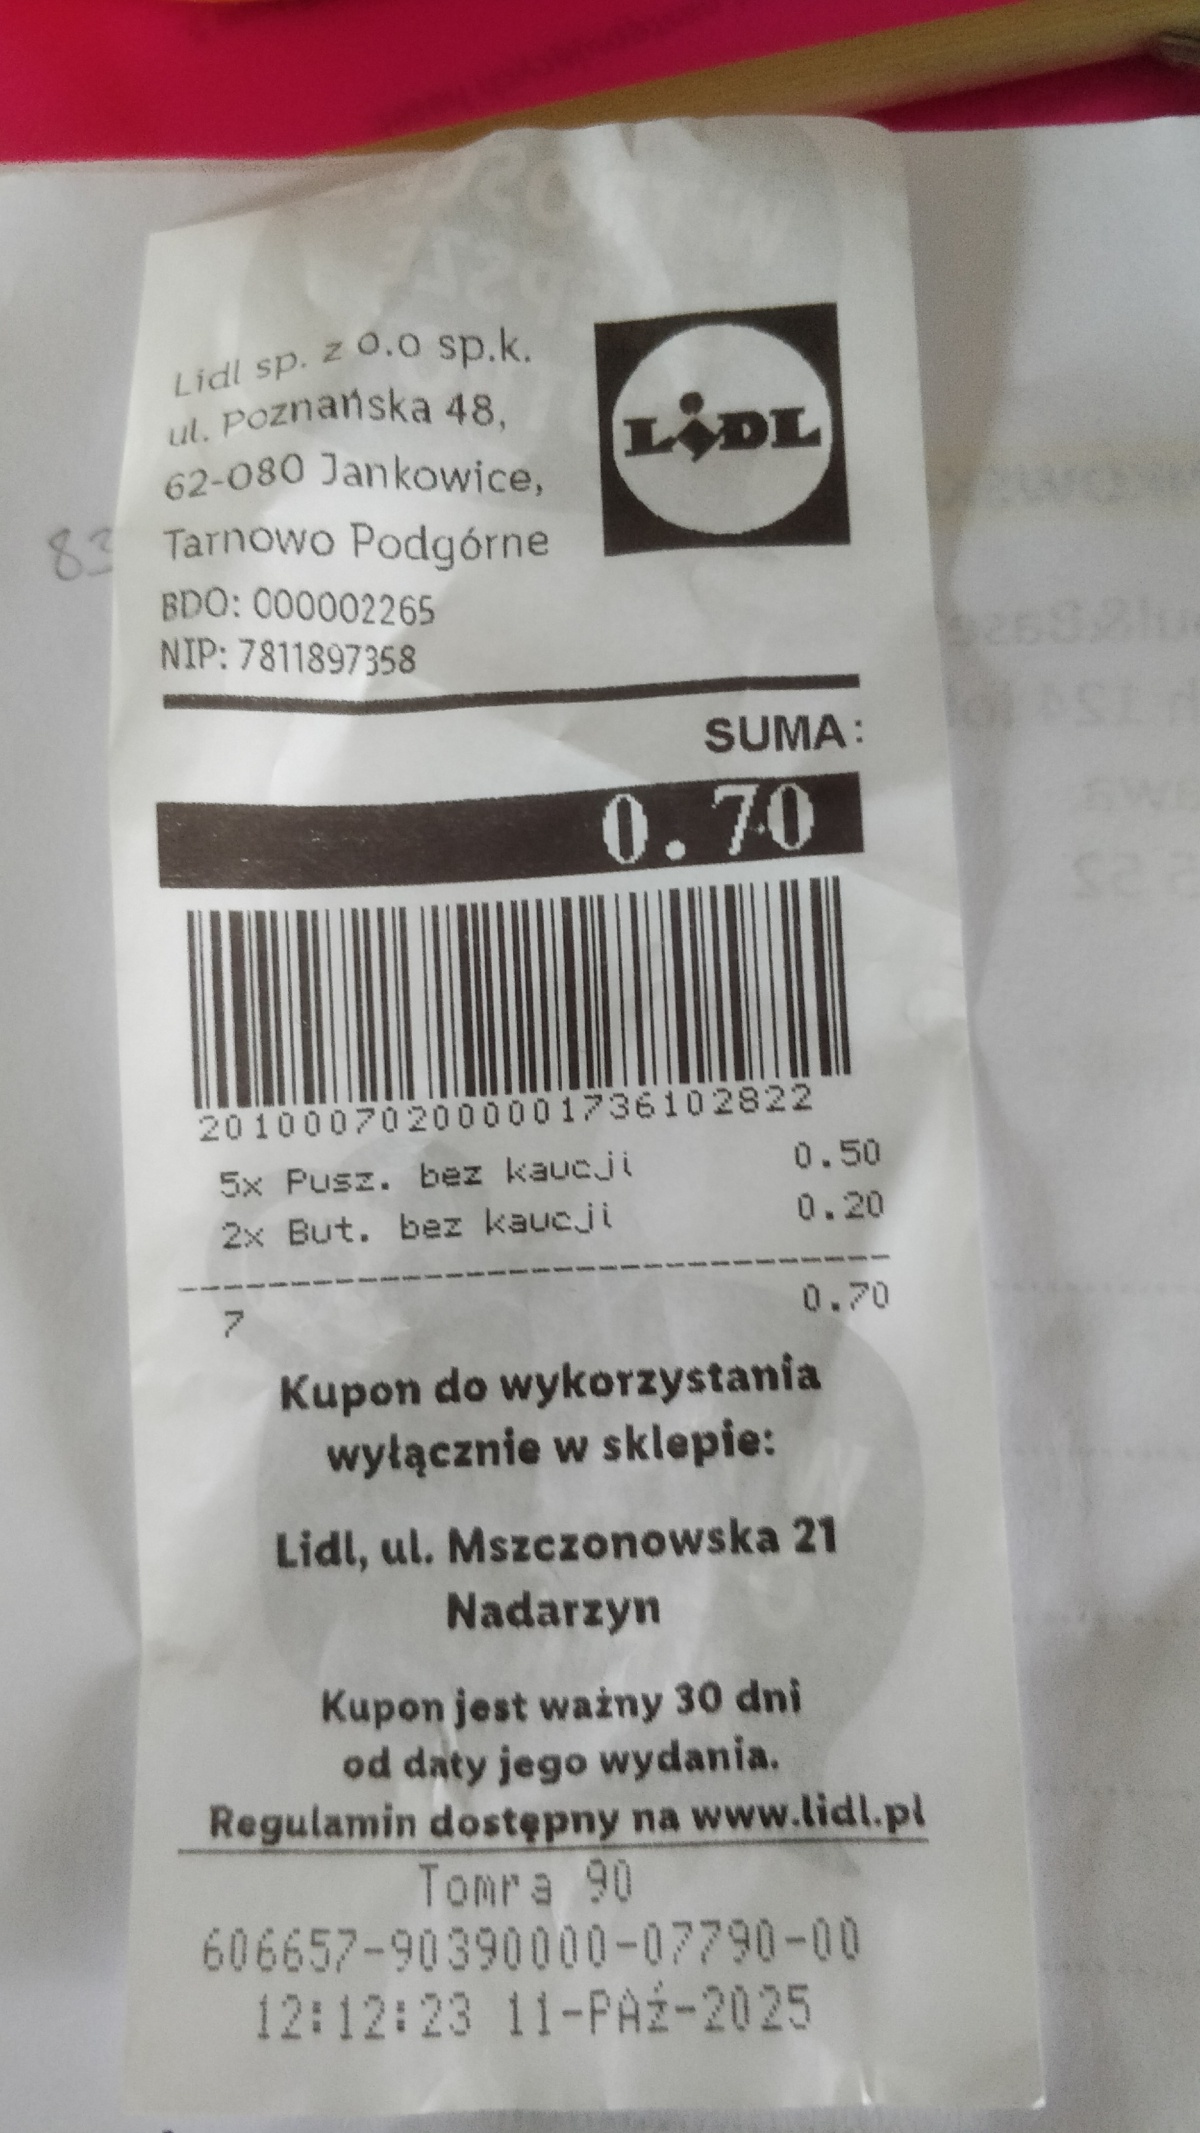 Lidl sp. z o.o sp.k.
ul. Poznańska 48,
62-080 Jankowice,
Tarnowo Podgórne
BDO: 000002265
NIP: 7811897358
LIDL
SUMA:
0.70
2010007020000001736102822
5x Pusz. bez kaucji 0.50
2x But. bez kaucji 0.20
7 0.70
Kupon do wykorzystania
wyłącznie w sklepie:
Lidl, ul. Mszczonowska 21
Nadarzyn
Kupon jest ważny 30 dni
od daty jego wydania.
Regulamin dostępny na www.lidl.pl
Tomra 90
606657-90390000-07790-00
12:12:23 11-PAź-2025
83